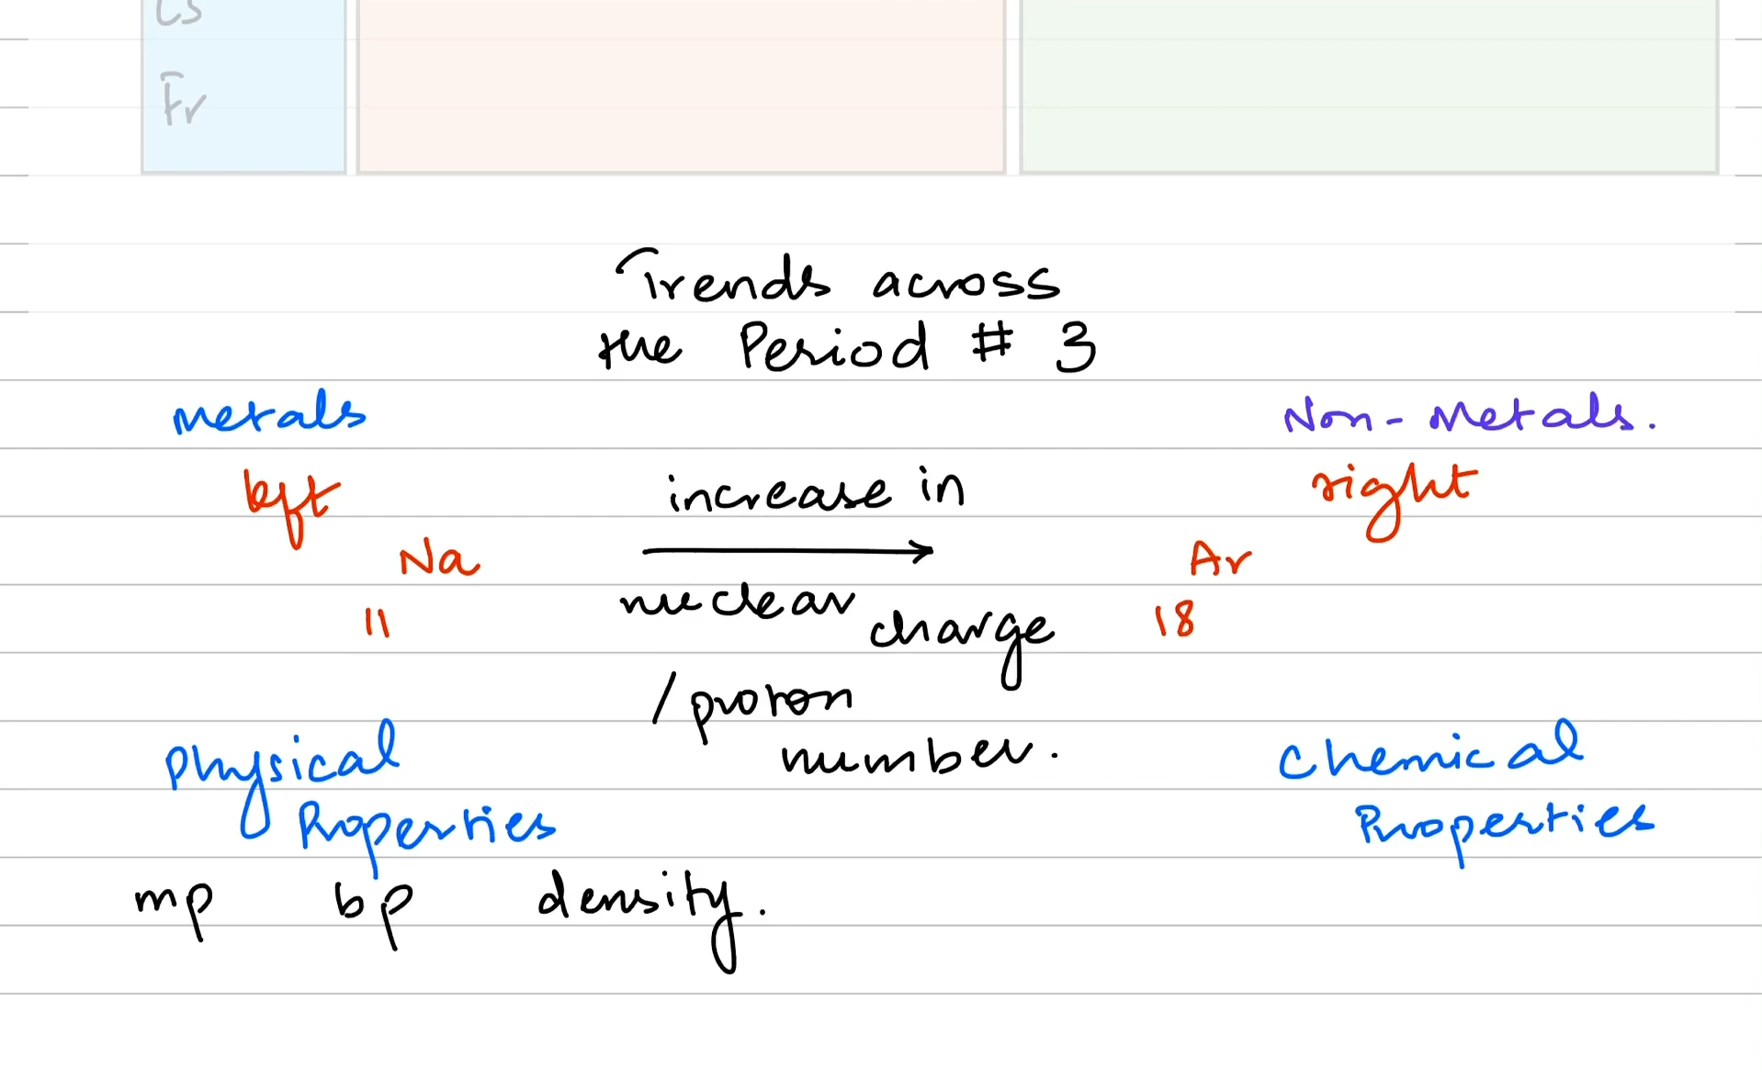 Cs
Fr
Trends across
the Period # 3
Metals
Non-Metals.
left
increase in
right
Na
Ar
nuclear
charge
11
18
/proton
number.
Physical
Properties
Chemical
Properties
mp bp density.